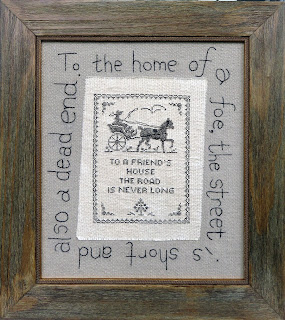 To the home of
a foe, the street
is short and
also a dead end.
TO A FRIEND'S
HOUSE
THE ROAD
IS NEVER LONG